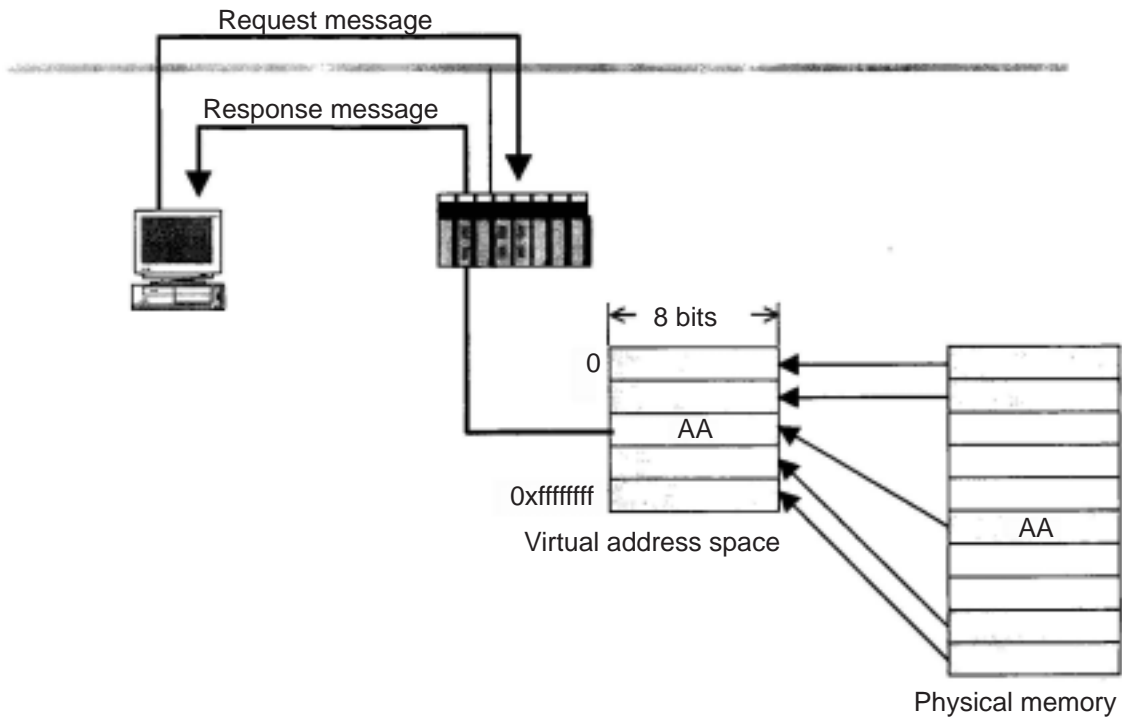 Request message
Response message
8 bits
0
AA
0xffffffff
AA
Virtual address space
Physical memory